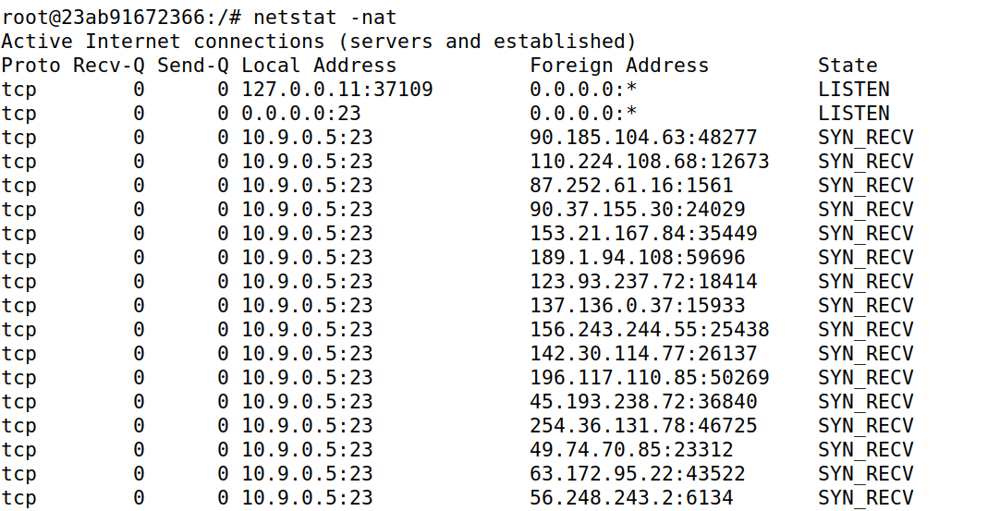 root@23ab91672366:/# netstat -nat
Active Internet connections (servers and established)
Proto Recv-Q Send-Q Local Address           Foreign Address         State
tcp        0      0 127.0.0.11:37109        0.0.0.0:*               LISTEN
tcp        0      0 0.0.0.0:23              0.0.0.0:*               LISTEN
tcp        0      0 10.9.0.5:23             90.185.104.63:48277     SYN_RECV
tcp        0      0 10.9.0.5:23             110.224.108.68:12673    SYN_RECV
tcp        0      0 10.9.0.5:23             87.252.61.16:1561       SYN_RECV
tcp        0      0 10.9.0.5:23             90.37.155.30:24029      SYN_RECV
tcp        0      0 10.9.0.5:23             153.21.167.84:35449     SYN_RECV
tcp        0      0 10.9.0.5:23             189.1.94.108:59696      SYN_RECV
tcp        0      0 10.9.0.5:23             123.93.237.72:18414     SYN_RECV
tcp        0      0 10.9.0.5:23             137.136.0.37:15933      SYN_RECV
tcp        0      0 10.9.0.5:23             156.243.244.55:25438    SYN_RECV
tcp        0      0 10.9.0.5:23             142.30.114.77:26137     SYN_RECV
tcp        0      0 10.9.0.5:23             196.117.110.85:50269    SYN_RECV
tcp        0      0 10.9.0.5:23             45.193.238.72:36840     SYN_RECV
tcp        0      0 10.9.0.5:23             254.36.131.78:46725     SYN_RECV
tcp        0      0 10.9.0.5:23             49.74.70.85:23312       SYN_RECV
tcp        0      0 10.9.0.5:23             63.172.95.22:43522      SYN_RECV
tcp        0      0 10.9.0.5:23             56.248.243.2:6134       SYN_RECV